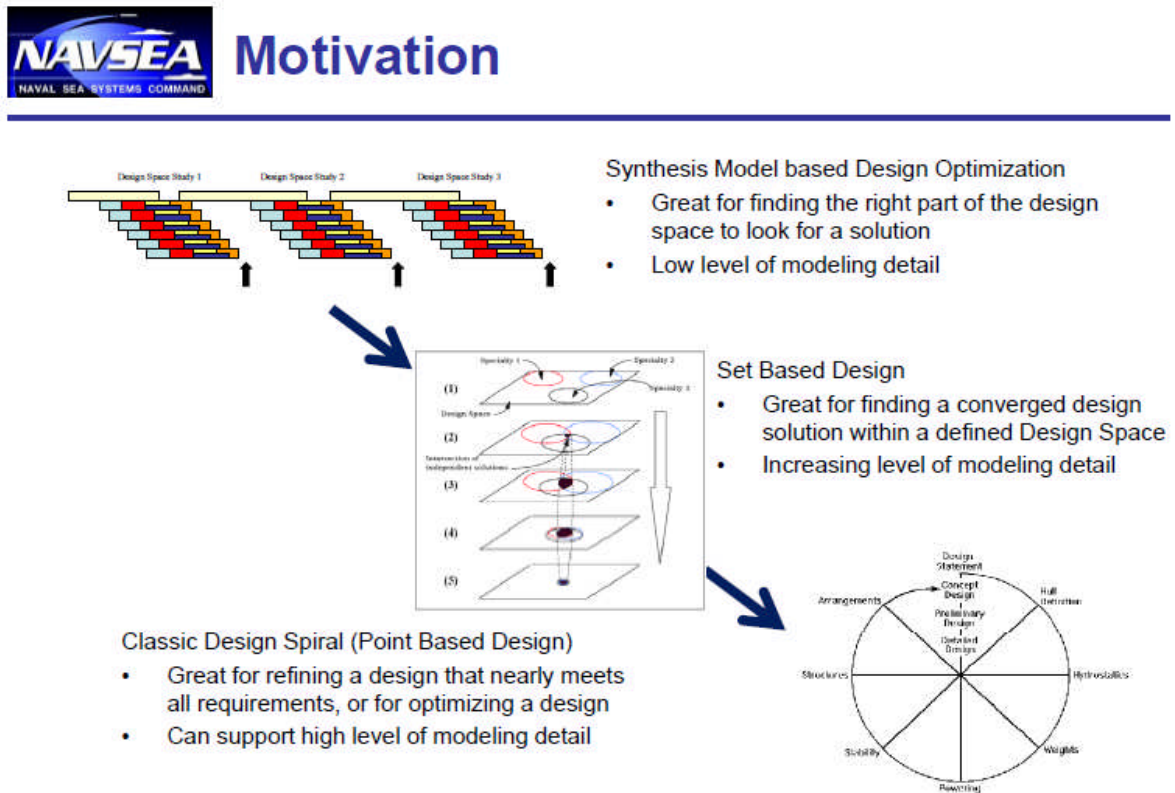 NAVSEA
NAVAL SEA SYSTEMS COMMAND
Motivation
Design Space Study 1
Design Space Study 2
Design Space Study 3
Synthesis Model based Design Optimization
• Great for finding the right part of the design
space to look for a solution
• Low level of modeling detail
Specialty 1
Specialty 2
Specialty 3
(1)
Design Space
(2)
Intersection of
independent solutions
(3)
(4)
(5)
Set Based Design
• Great for finding a converged design
solution within a defined Design Space
• Increasing level of modeling detail
Classic Design Spiral (Point Based Design)
• Great for refining a design that nearly meets
all requirements, or for optimizing a design
• Can support high level of modeling detail
Design
Statement
Concept
Design
Preliminary
Design
Detailed
Design
Arrangements
Hull
Definition
Structures
Hydrostatics
Stability
Weights
Powering